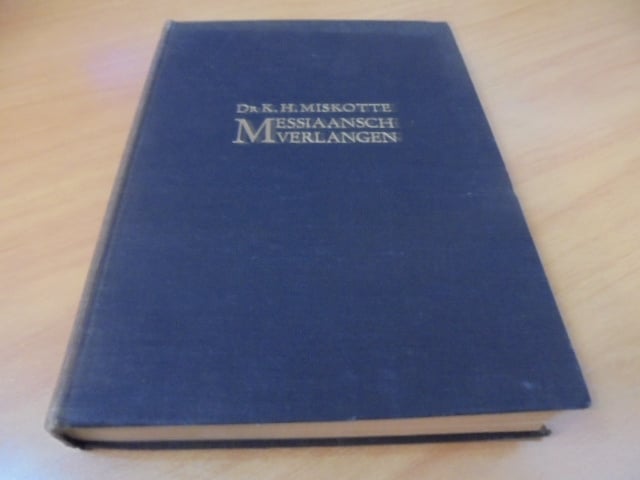 Dr. K. H. MISKOTTE
MESSIAANSCH
VERLANGEN